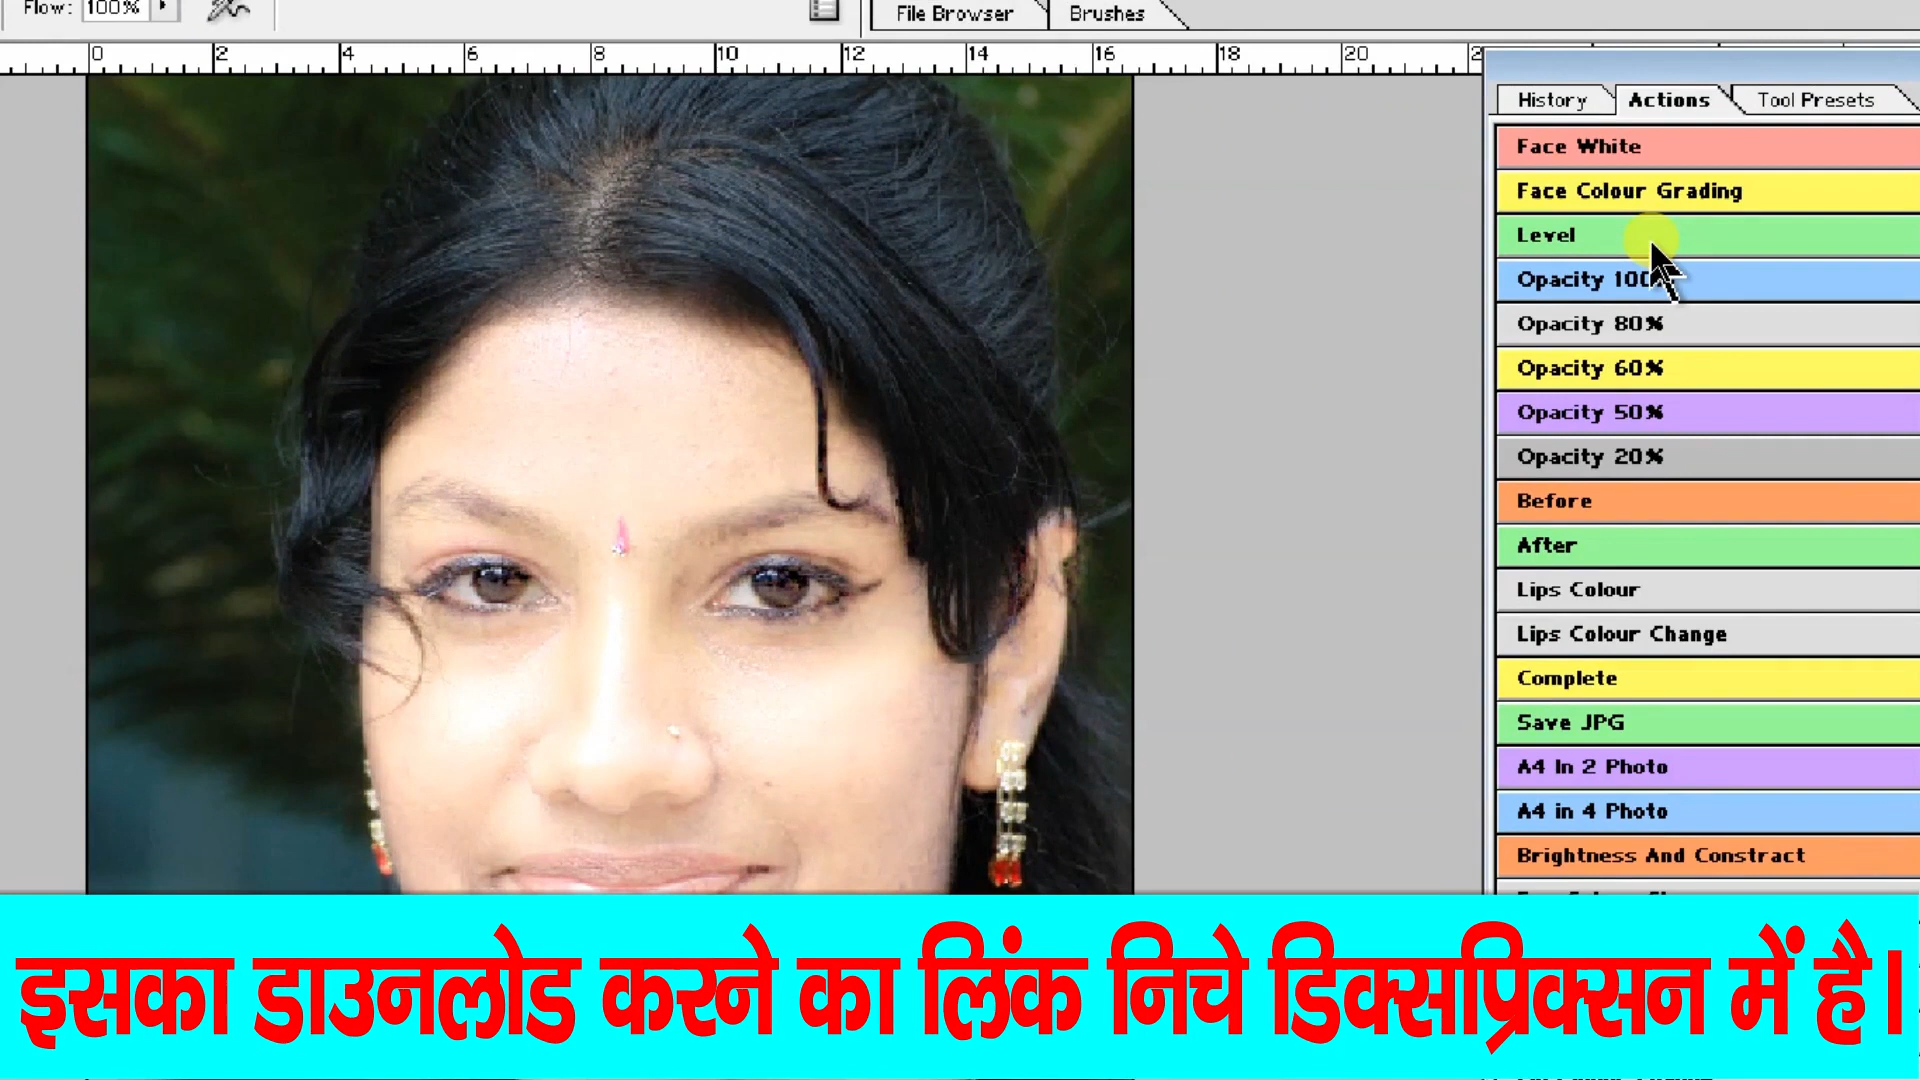 Flow: 100%
File Browser
Brushes
0 2 4 6 8 10 12 14 16 18 20
History
Actions
Tool Presets
Face White
Face Colour Grading
Level
Opacity 100
Opacity 80%
Opacity 60%
Opacity 50%
Opacity 20%
Before
After
Lips Colour
Lips Colour Change
Complete
Save JPG
A4 In 2 Photo
A4 in 4 Photo
Brightness And Constract
इसका डाउनलोड करने का लिंक निचे डिक्सप्रिक्सन में है।